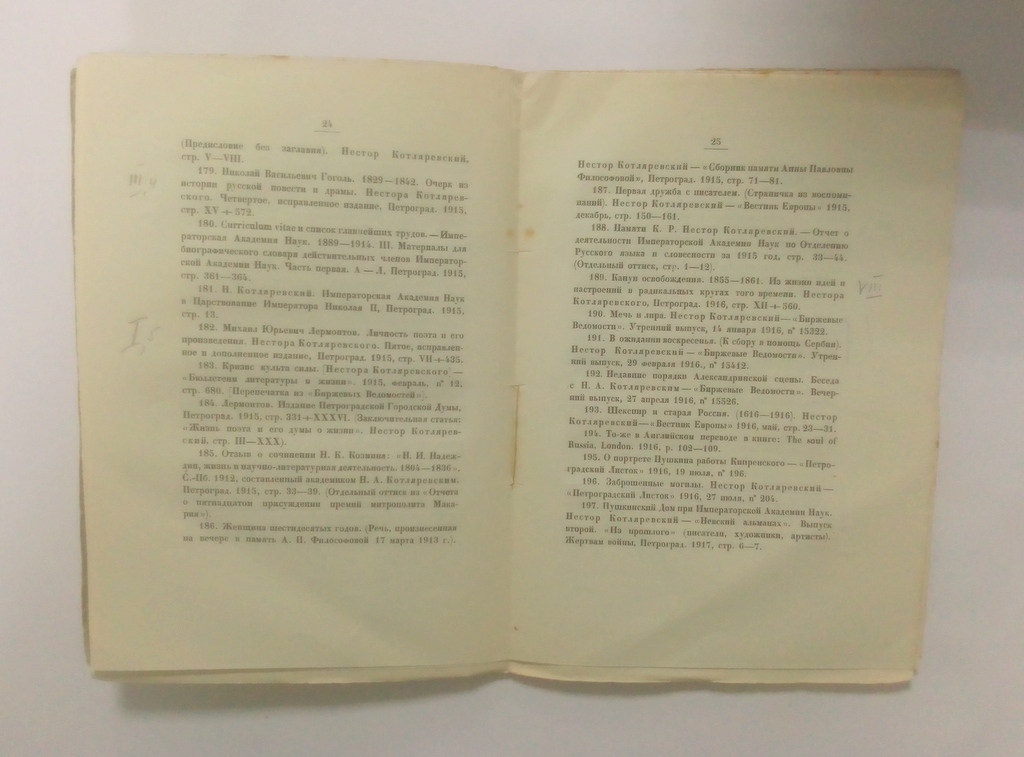 24
(Предисловие без заглавия). Нестор Котляревский,
стр. V—VIII.
179. Николай Васильевич Гоголь. 1829—1842. Очерк из
истории русской повести и драмы. Нестора Котлярев-
ского. Четвертое, исправленное издание, Петроград. 1915,
стр. XV+572.
180. Curriculum vitae и список главнейших трудов.—Импе-
раторская Академия Наук. 1889—1914. III. Материалы для
биографического словаря действительных членов Император-
ской Академии Наук. Часть первая. А—Л. Петроград. 1915,
стр. 361—364.
181. Н. Котляревский. Императорская Академия Наук
в Царствование Императора Николая II, Петроград. 1915,
стр. 13.
182. Михаил Юрьевич Лермонтов. Личность поэта и его
произведения. Нестора Котляревского. Пятое, исправлен-
ное и дополненное издание, Петроград. 1915, стр. VII+435.
183. Кризис культа силы. (Нестора Котляревского)—
«Бюллетени литературы и жизни». 1915, февраль, n° 12,
стр. 680. (Перепечатка из «Биржевых Ведомостей»).
184. Лермонтов. Издание Петроградской Городской Думы,
Петроград. 1915, стр. 331+XXXVI. (Заключительная статья:
«Жизнь поэта и его думы о жизни». Нестор Котлярев-
ский, стр. III—XXX).
185. Отзыв о сочинении Н. К. Козмина: «Н. И. Надеж-
дин, жизнь и научно-литературная деятельность. 1804—1836»,
С.-Пб. 1912, составленный академиком Н. А. Котляревским.
Петроград. 1915, стр. 33—39. (Отдельный оттиск из «Отчета
о пятнадцатом присуждении премий митрополита Мака-
рия»).
186. Женщина шестидесятых годов. (Речь, произнесенная
на вечере в память А. П. Философовой 17 марта 1913 г.).
III
I
25
Нестор Котляревский—«Сборник памяти Анны Павловны
Философовой», Петроград. 1915, стр. 71—81.
187. Первая дружба с писателем. (Страничка из воспоми-
наний). Нестор Котляревский—«Вестник Европы» 1915,
декабрь, стр. 150—161.
188. Памяти К. Р. Нестор Котляревский.—Отчет о
деятельности Императорской Академии Наук по Отделению
Русского языка и словесности за 1915 год, стр. 33—44.
(Отдельный оттиск, стр. 1—12).
189. Канун освобождения. 1855—1861. Из жизни идей и
настроений в радикальных кругах того времени. Нестора
Котляревского, Петроград. 1916, стр. XII+560.
190. Мечь и лира. Нестор Котляревский—«Биржевые
Ведомости». Утренний выпуск, 14 января 1916, n° 15322.
191. В ожидании воскресенья. (К сбору в помощь Сербии).
Нестор Котляревский—«Биржевые Ведомости». Утрен-
ний выпуск, 29 февраля 1916., n° 15412.
192. Недавние порядко Александринской сцены. Беседа
с Н. А. Котляревским—«Биржевые Ведомости». Вечер-
ний выпуск, 27 апреля 1916, n° 15526.
193. Шекспир и старая Россия. (1616—1916). Нестор
Котляревский—«Вестник Европы» 1916, май, стр. 23—31.
194. То-же в Английском переводе в книге: The soul of
Russia. London. 1916, p. 102—109.
195. О портрете Пушкина работы Кипренского—«Петро-
градский Листок» 1916, 19 июля, n° 196.
196. Заброшенные могилы. Нестор Котляревский—
«Петроградский Листок» 1916, 27 июля, n° 204.
197. Пушкинский Дом при Императорской Академии Наук.
Нестор Котляревский—«Невский альманах». Выпуск
второй. «Из прошлого» (писатели, художники, артисты).
Жертвам войны, Петроград. 1917, стр. 6—7.
VIII